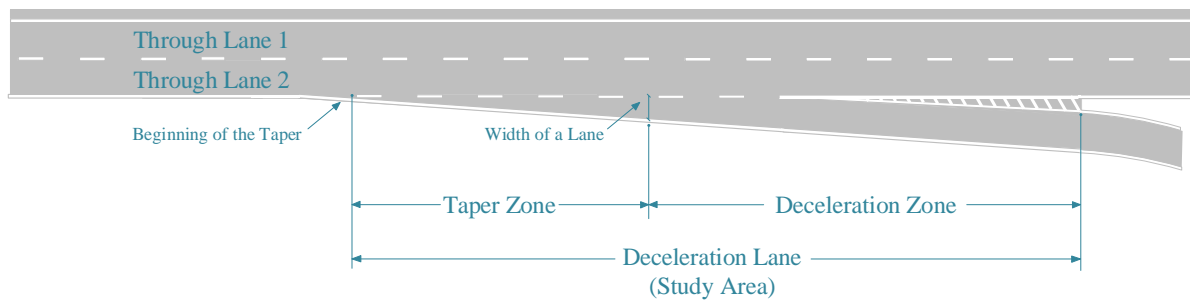 Through Lane 1
Through Lane 2
Beginning of the Taper
Width of a Lane
Taper Zone
Deceleration Zone
Deceleration Lane
(Study Area)